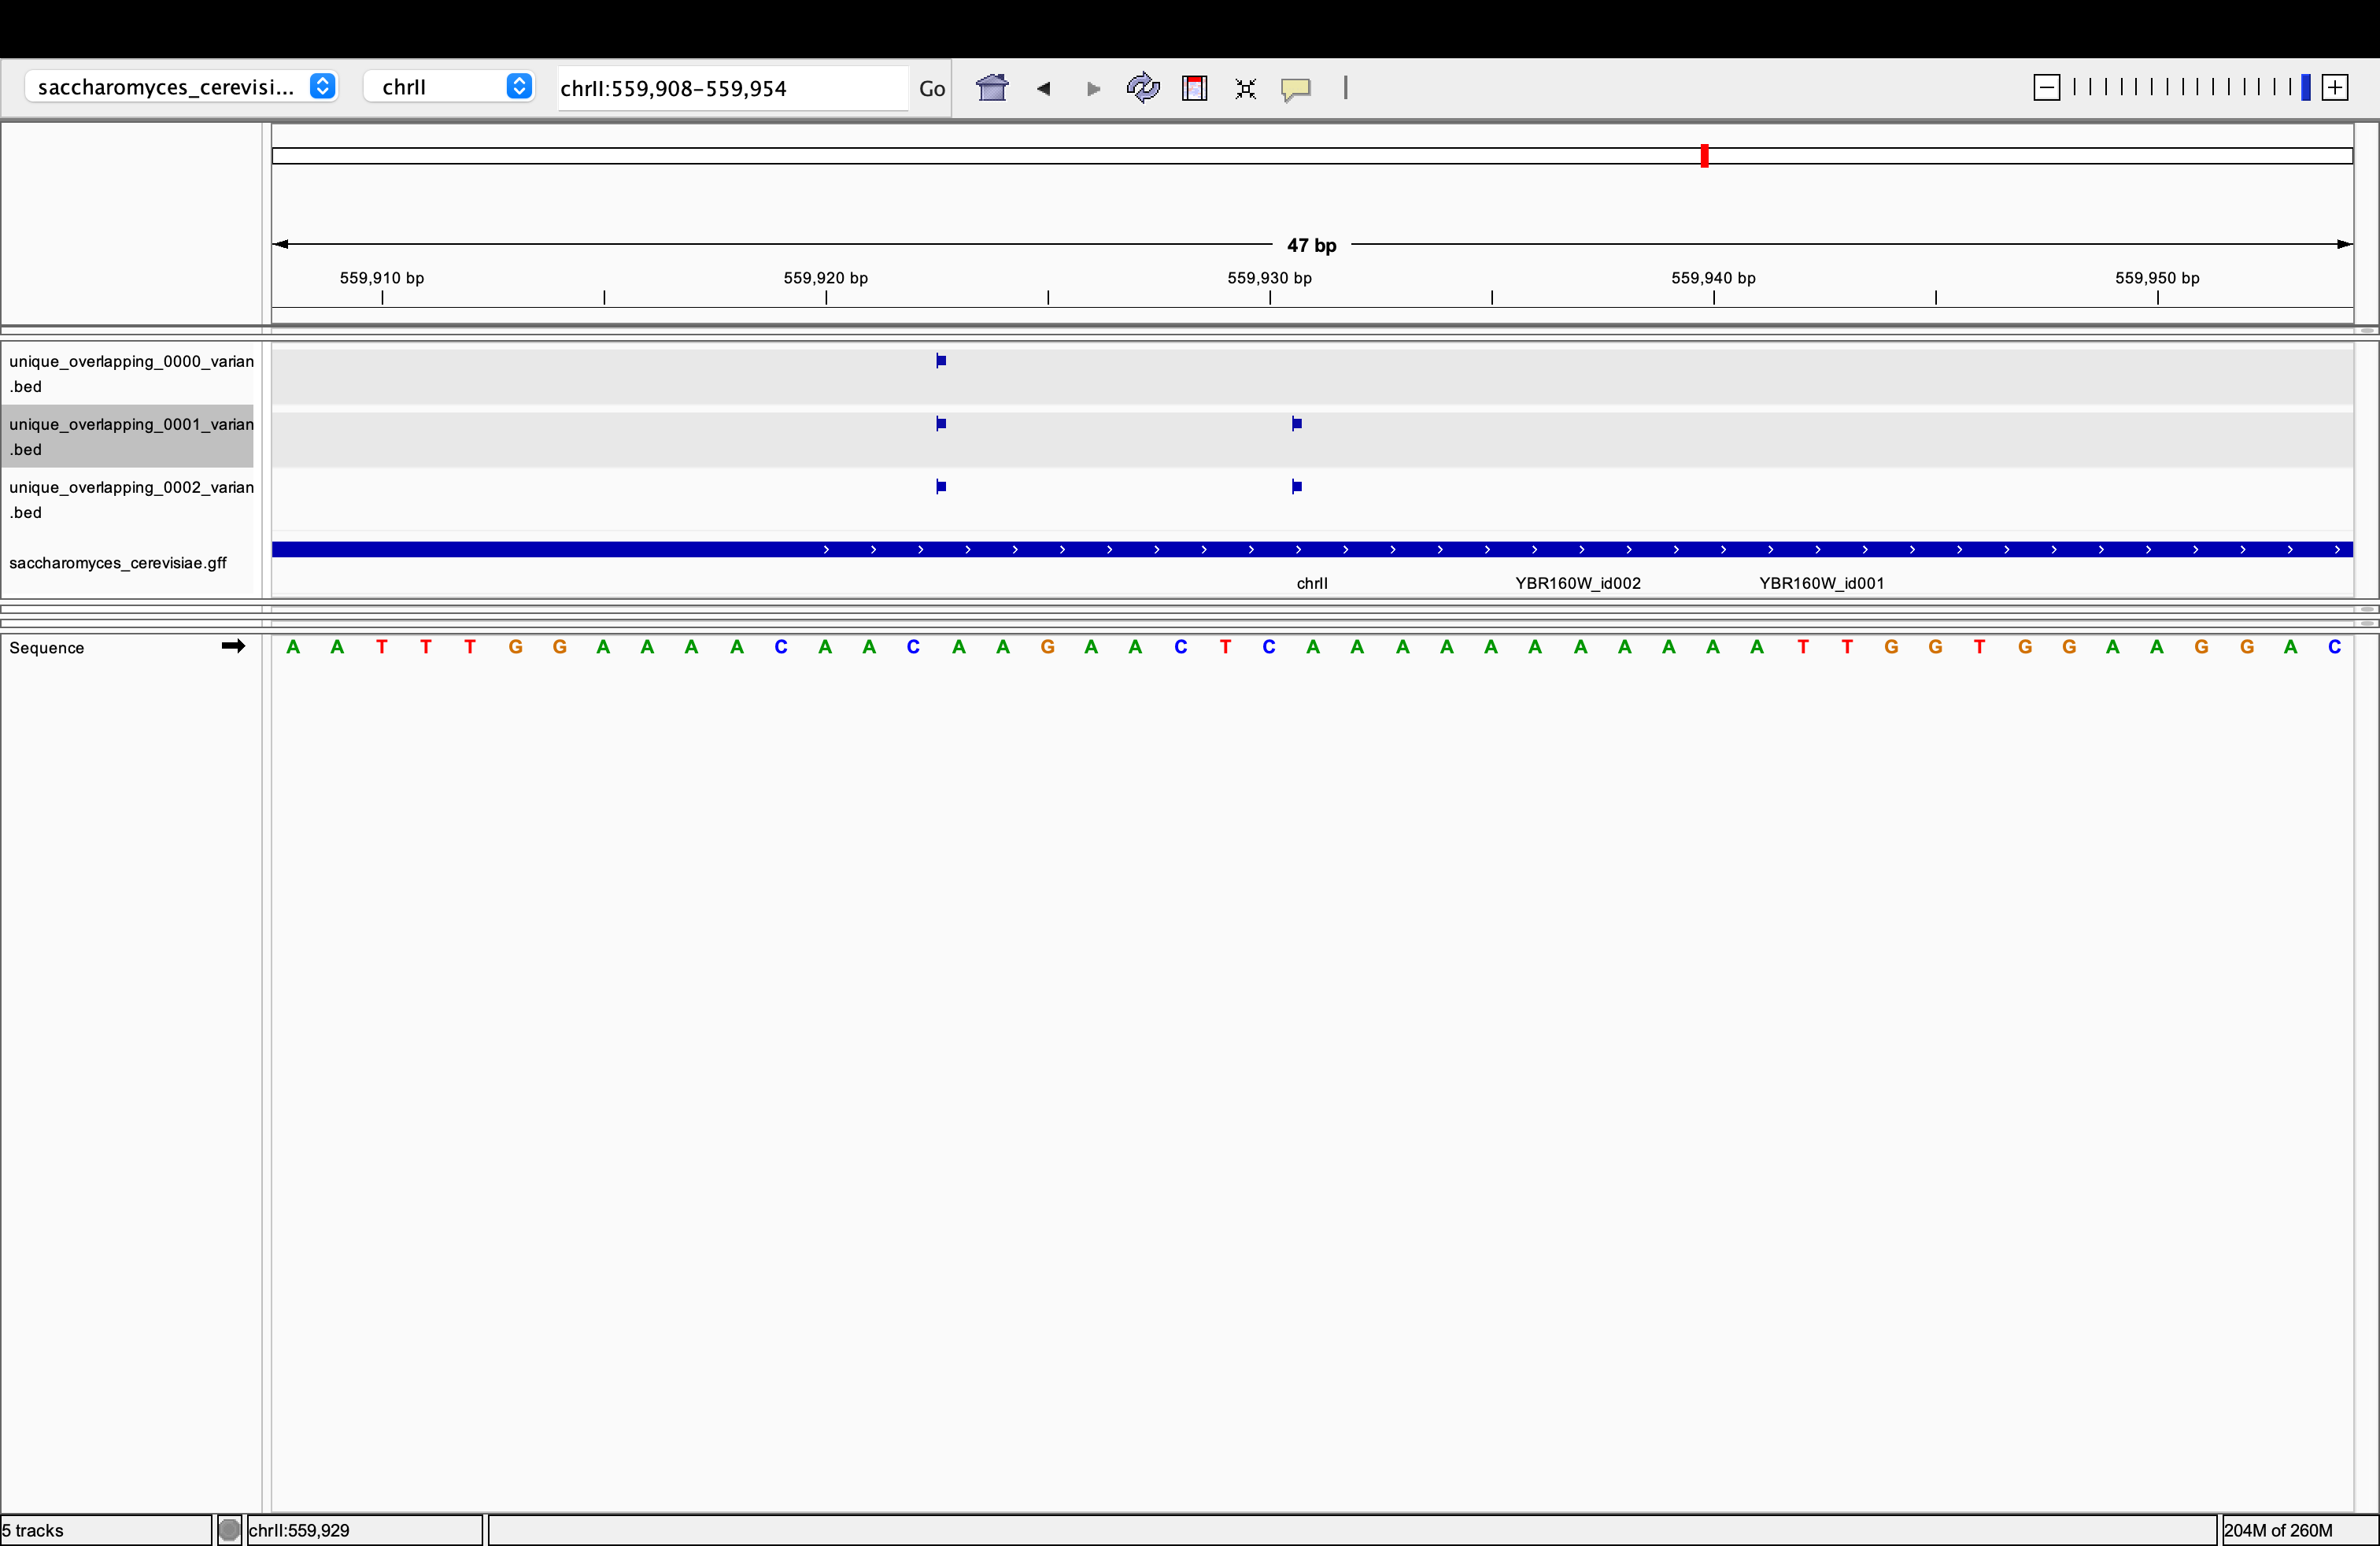 saccharomyces_cerevisi... chrII chrII:559,908-559,954 Go
47 bp
559,910 bp 559,920 bp 559,930 bp 559,940 bp 559,950 bp
unique_overlapping_0000_varian
.bed
unique_overlapping_0001_varian
.bed
unique_overlapping_0002_varian
.bed
saccharomyces_cerevisiae.gff
chrII YBR160W_id002 YBR160W_id001
Sequence A A T T T G G A A A A C A A C A A G A A C T C A A A A A A A A A A A T T G G T G G A A G G A C
5 tracks chrII:559,929 204M of 260M